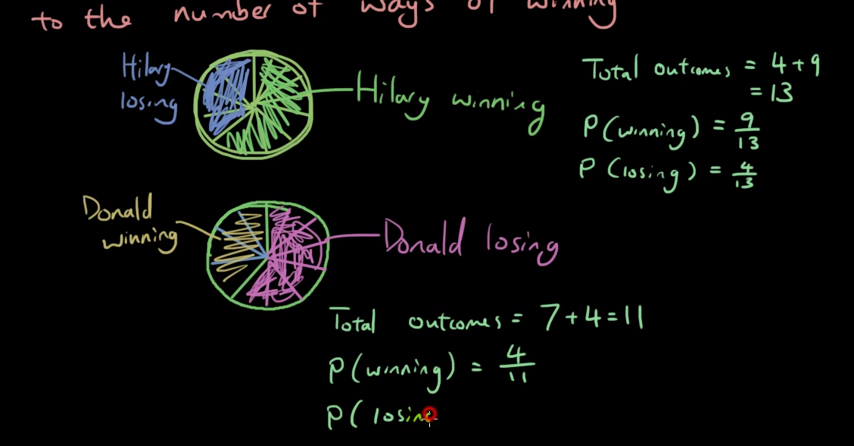 to the number of ways of winning
Hilary
losing
Hilary winning
Total outcomes = 4+9
= 13
P(winning) = 9/13
P(losing) = 4/13
Donald
winning
Donald losing
Total outcomes = 7+4=11
P(winning) = 4/11
P( losin